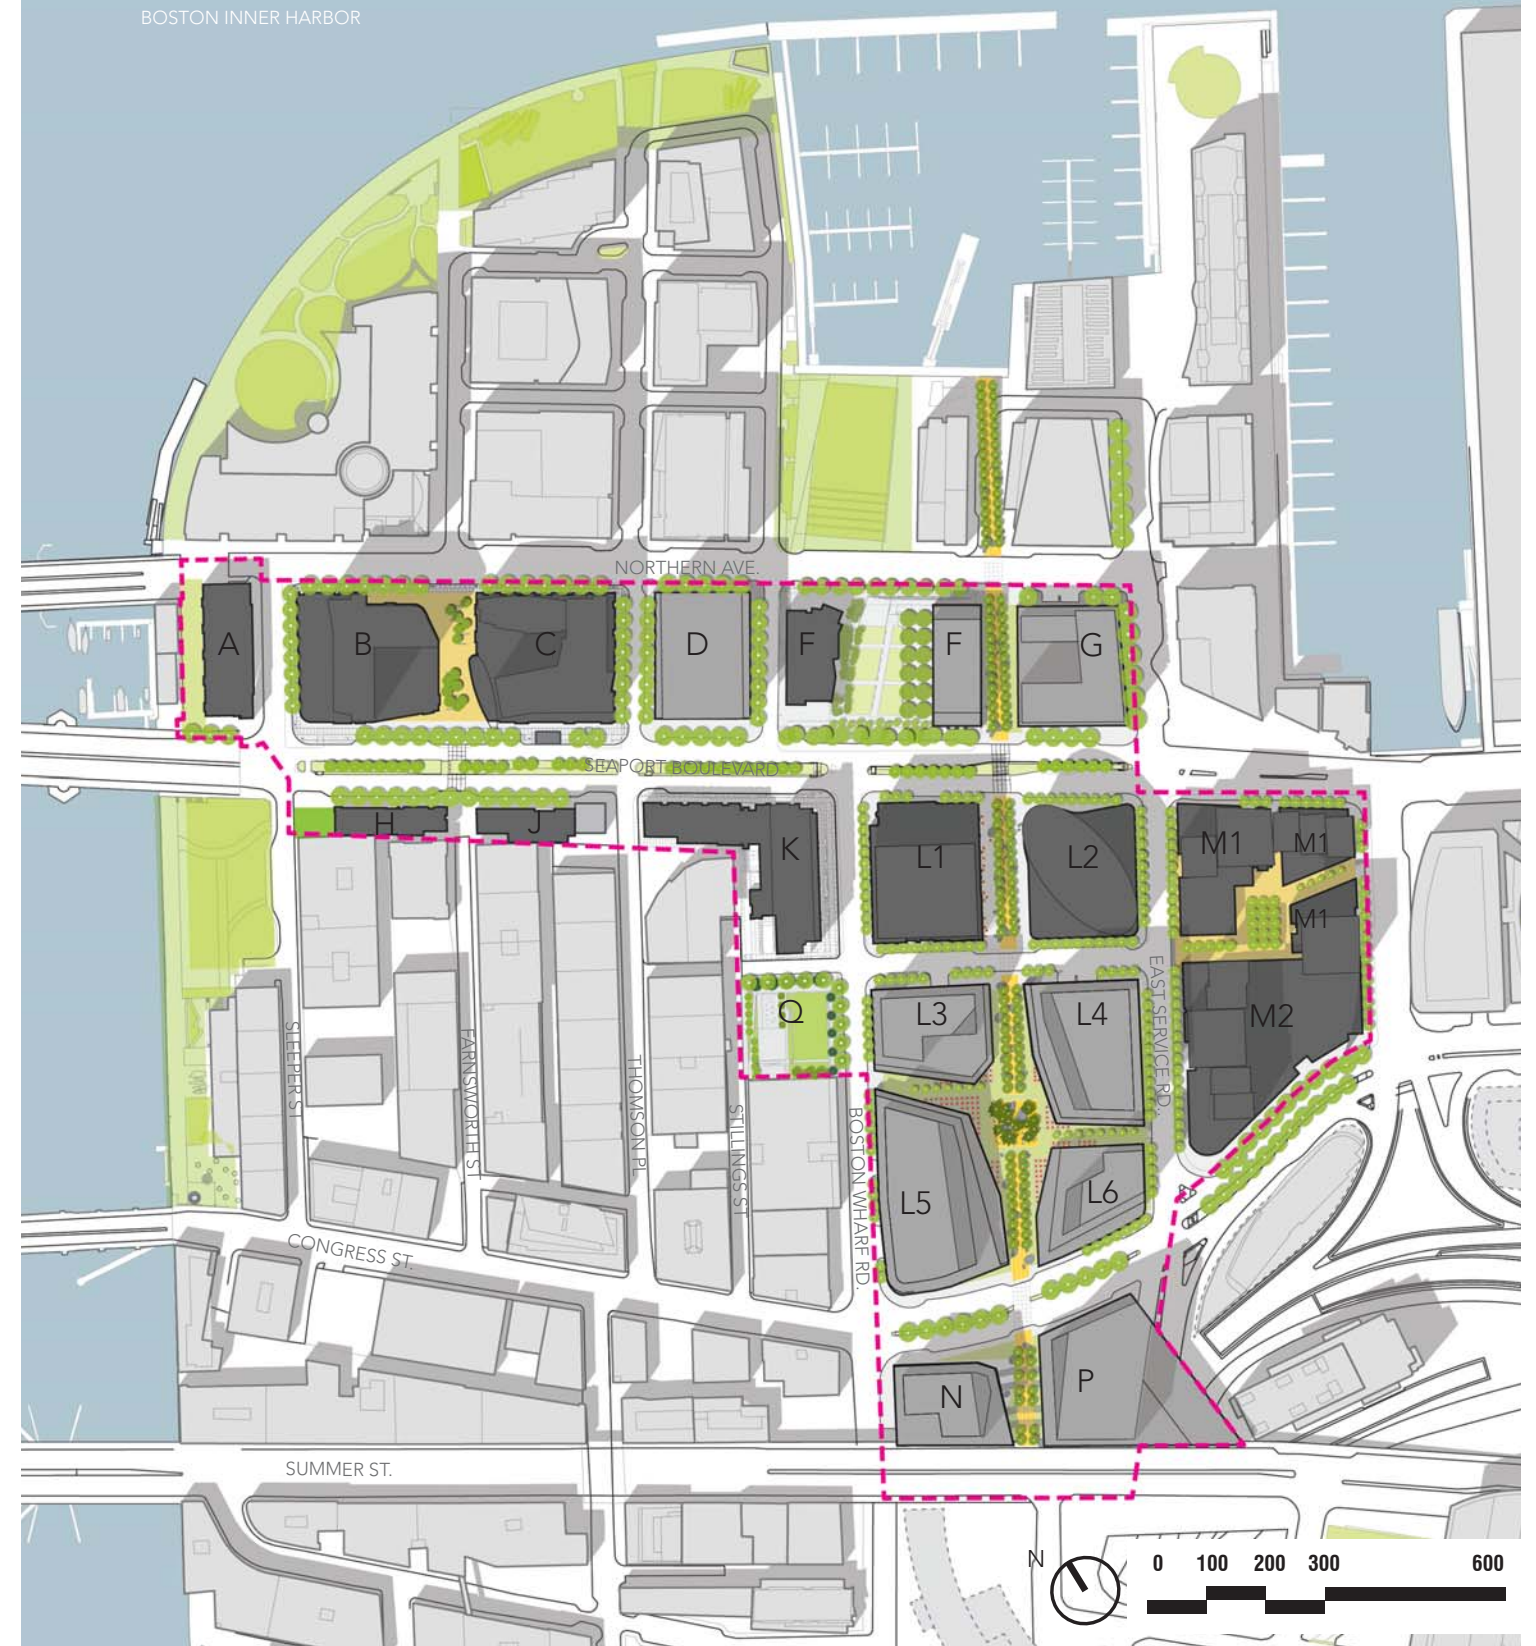 BOSTON INNER HARBOR
NORTHERN AVE.
A
B
C
D
F
F
G
SEAPORT BOULEVARD
H
J
K
L1
L2
M1
M1
M1
Q
L3
L4
M2
SLEEPER ST
FARNSWORTH ST
THOMSON PL
STILLINGS ST
BOSTON WHARF RD.
EAST SERVICE RD.
L5
L6
CONGRESS ST.
N
P
SUMMER ST.
N
0 100 200 300 600